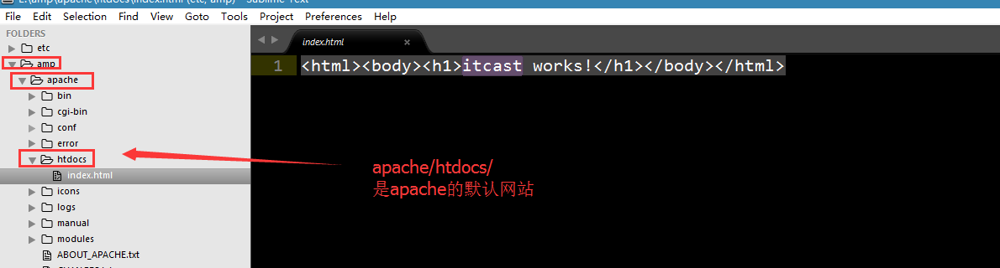 E:\amp\apache\htdocs\index.html (etc, amp) - Sublime Text
File Edit Selection Find View Goto Tools Project Preferences Help
FOLDERS
etc
amp
apache
bin
cgi-bin
conf
error
htdocs
index.html
icons
logs
manual
modules
ABOUT_APACHE.txt
index.html
1 <html><body><h1>itcast works!</h1></body></html>
apache/htdocs/
是apache的默认网站